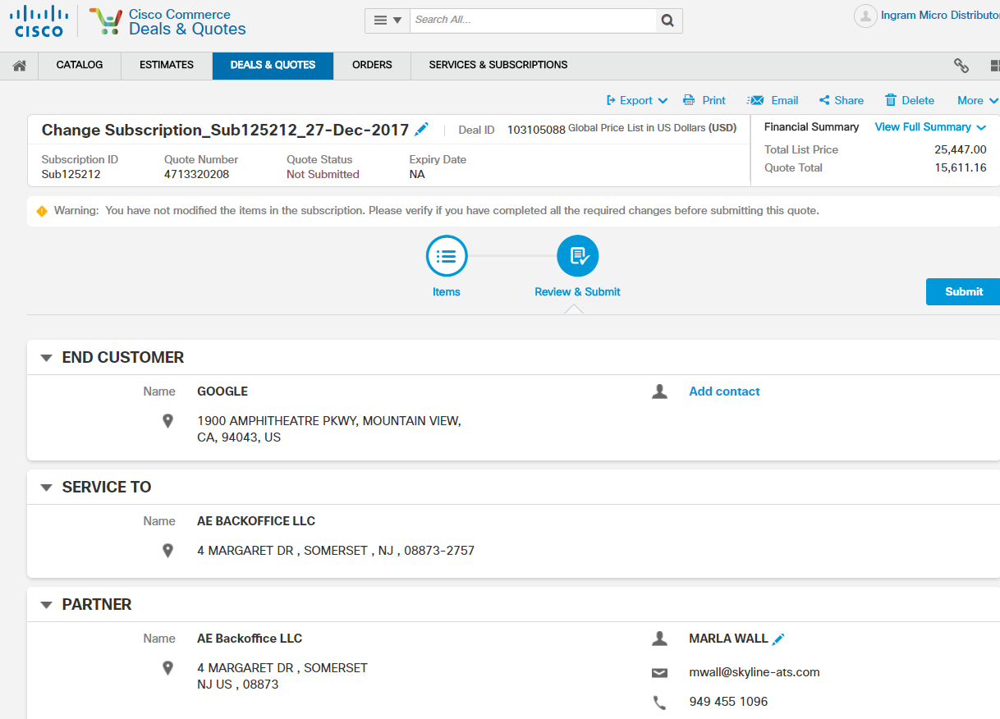 CISCO
Cisco Commerce
Deals & Quotes
Search All...
Ingram Micro Distributo
CATALOG ESTIMATES DEALS & QUOTES ORDERS SERVICES & SUBSCRIPTIONS
Export Print Email Share Delete More
Change Subscription_Sub125212_27-Dec-2017 Deal ID 103105088 Global Price List in US Dollars (USD)
Subscription ID Quote Number Quote Status Expiry Date
Sub125212 4713320208 Not Submitted NA
Financial Summary View Full Summary
Total List Price 25,447.00
Quote Total 15,611.16
Warning: You have not modified the items in the subscription. Please verify if you have completed all the required changes before submitting this quote.
Items Review & Submit
Submit
END CUSTOMER
Name GOOGLE Add contact
1900 AMPHITHEATRE PKWY, MOUNTAIN VIEW,
CA, 94043, US
SERVICE TO
Name AE BACKOFFICE LLC
4 MARGARET DR , SOMERSET , NJ , 08873-2757
PARTNER
Name AE Backoffice LLC MARLA WALL
4 MARGARET DR , SOMERSET mwall@skyline-ats.com
NJ US , 08873
949 455 1096